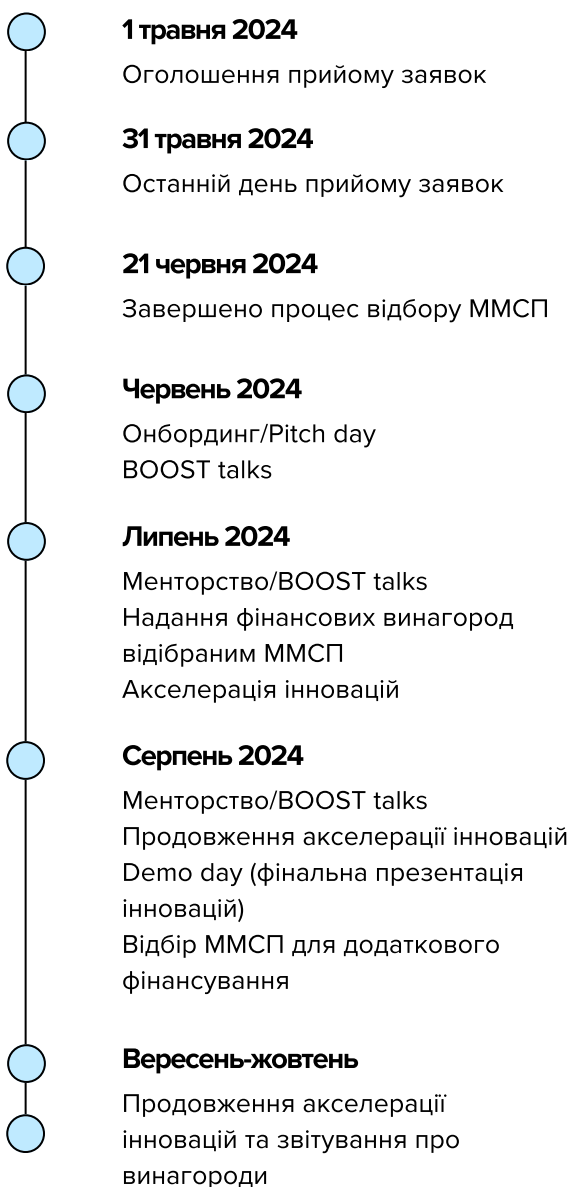 1 травня 2024
Оголошення прийому заявок
31 травня 2024
Останній день прийому заявок
21 червня 2024
Завершено процес відбору ММСП
Червень 2024
Онбординг/Pitch day
BOOST talks
Липень 2024
Менторство/BOOST talks
Надання фінансових винагород
відібраним ММСП
Акселерація інновацій
Серпень 2024
Менторство/BOOST talks
Продовження акселерації інновацій
Demo day (фінальна презентація
інновацій)
Відбір ММСП для додаткового
фінансування
Вересень-жовтень
Продовження акселерації
інновацій та звітування про
винагороди